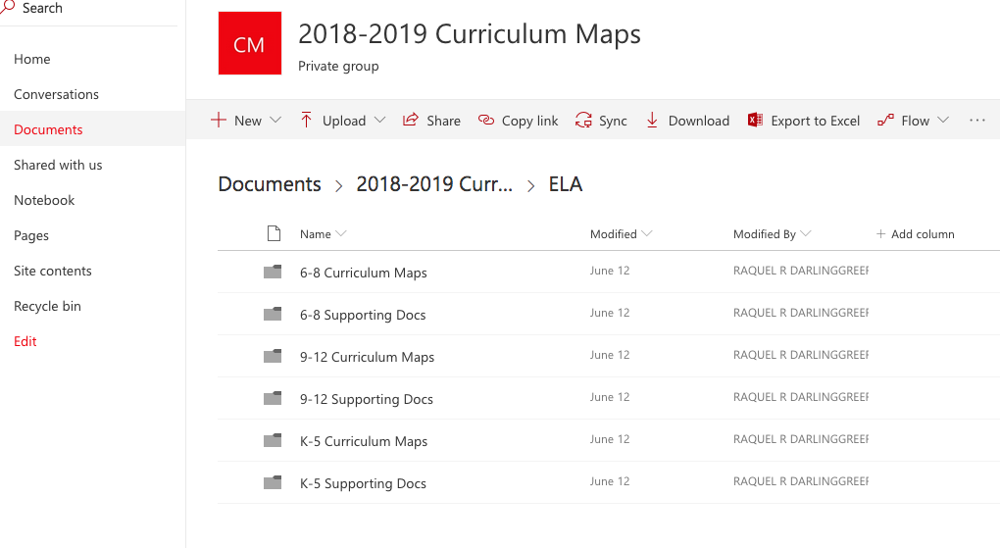 Search
Home
Conversations
Documents
Shared with us
Notebook
Pages
Site contents
Recycle bin
Edit
CM
2018-2019 Curriculum Maps
Private group
New Upload Share Copy link Sync Download Export to Excel Flow ...
Documents > 2018-2019 Curr... > ELA
Name Modified Modified By + Add column
6-8 Curriculum Maps June 12 RAQUEL R DARLINGGREEF
6-8 Supporting Docs June 12 RAQUEL R DARLINGGREEF
9-12 Curriculum Maps June 12 RAQUEL R DARLINGGREEF
9-12 Supporting Docs June 12 RAQUEL R DARLINGGREEF
K-5 Curriculum Maps June 12 RAQUEL R DARLINGGREEF
K-5 Supporting Docs June 12 RAQUEL R DARLINGGREEF